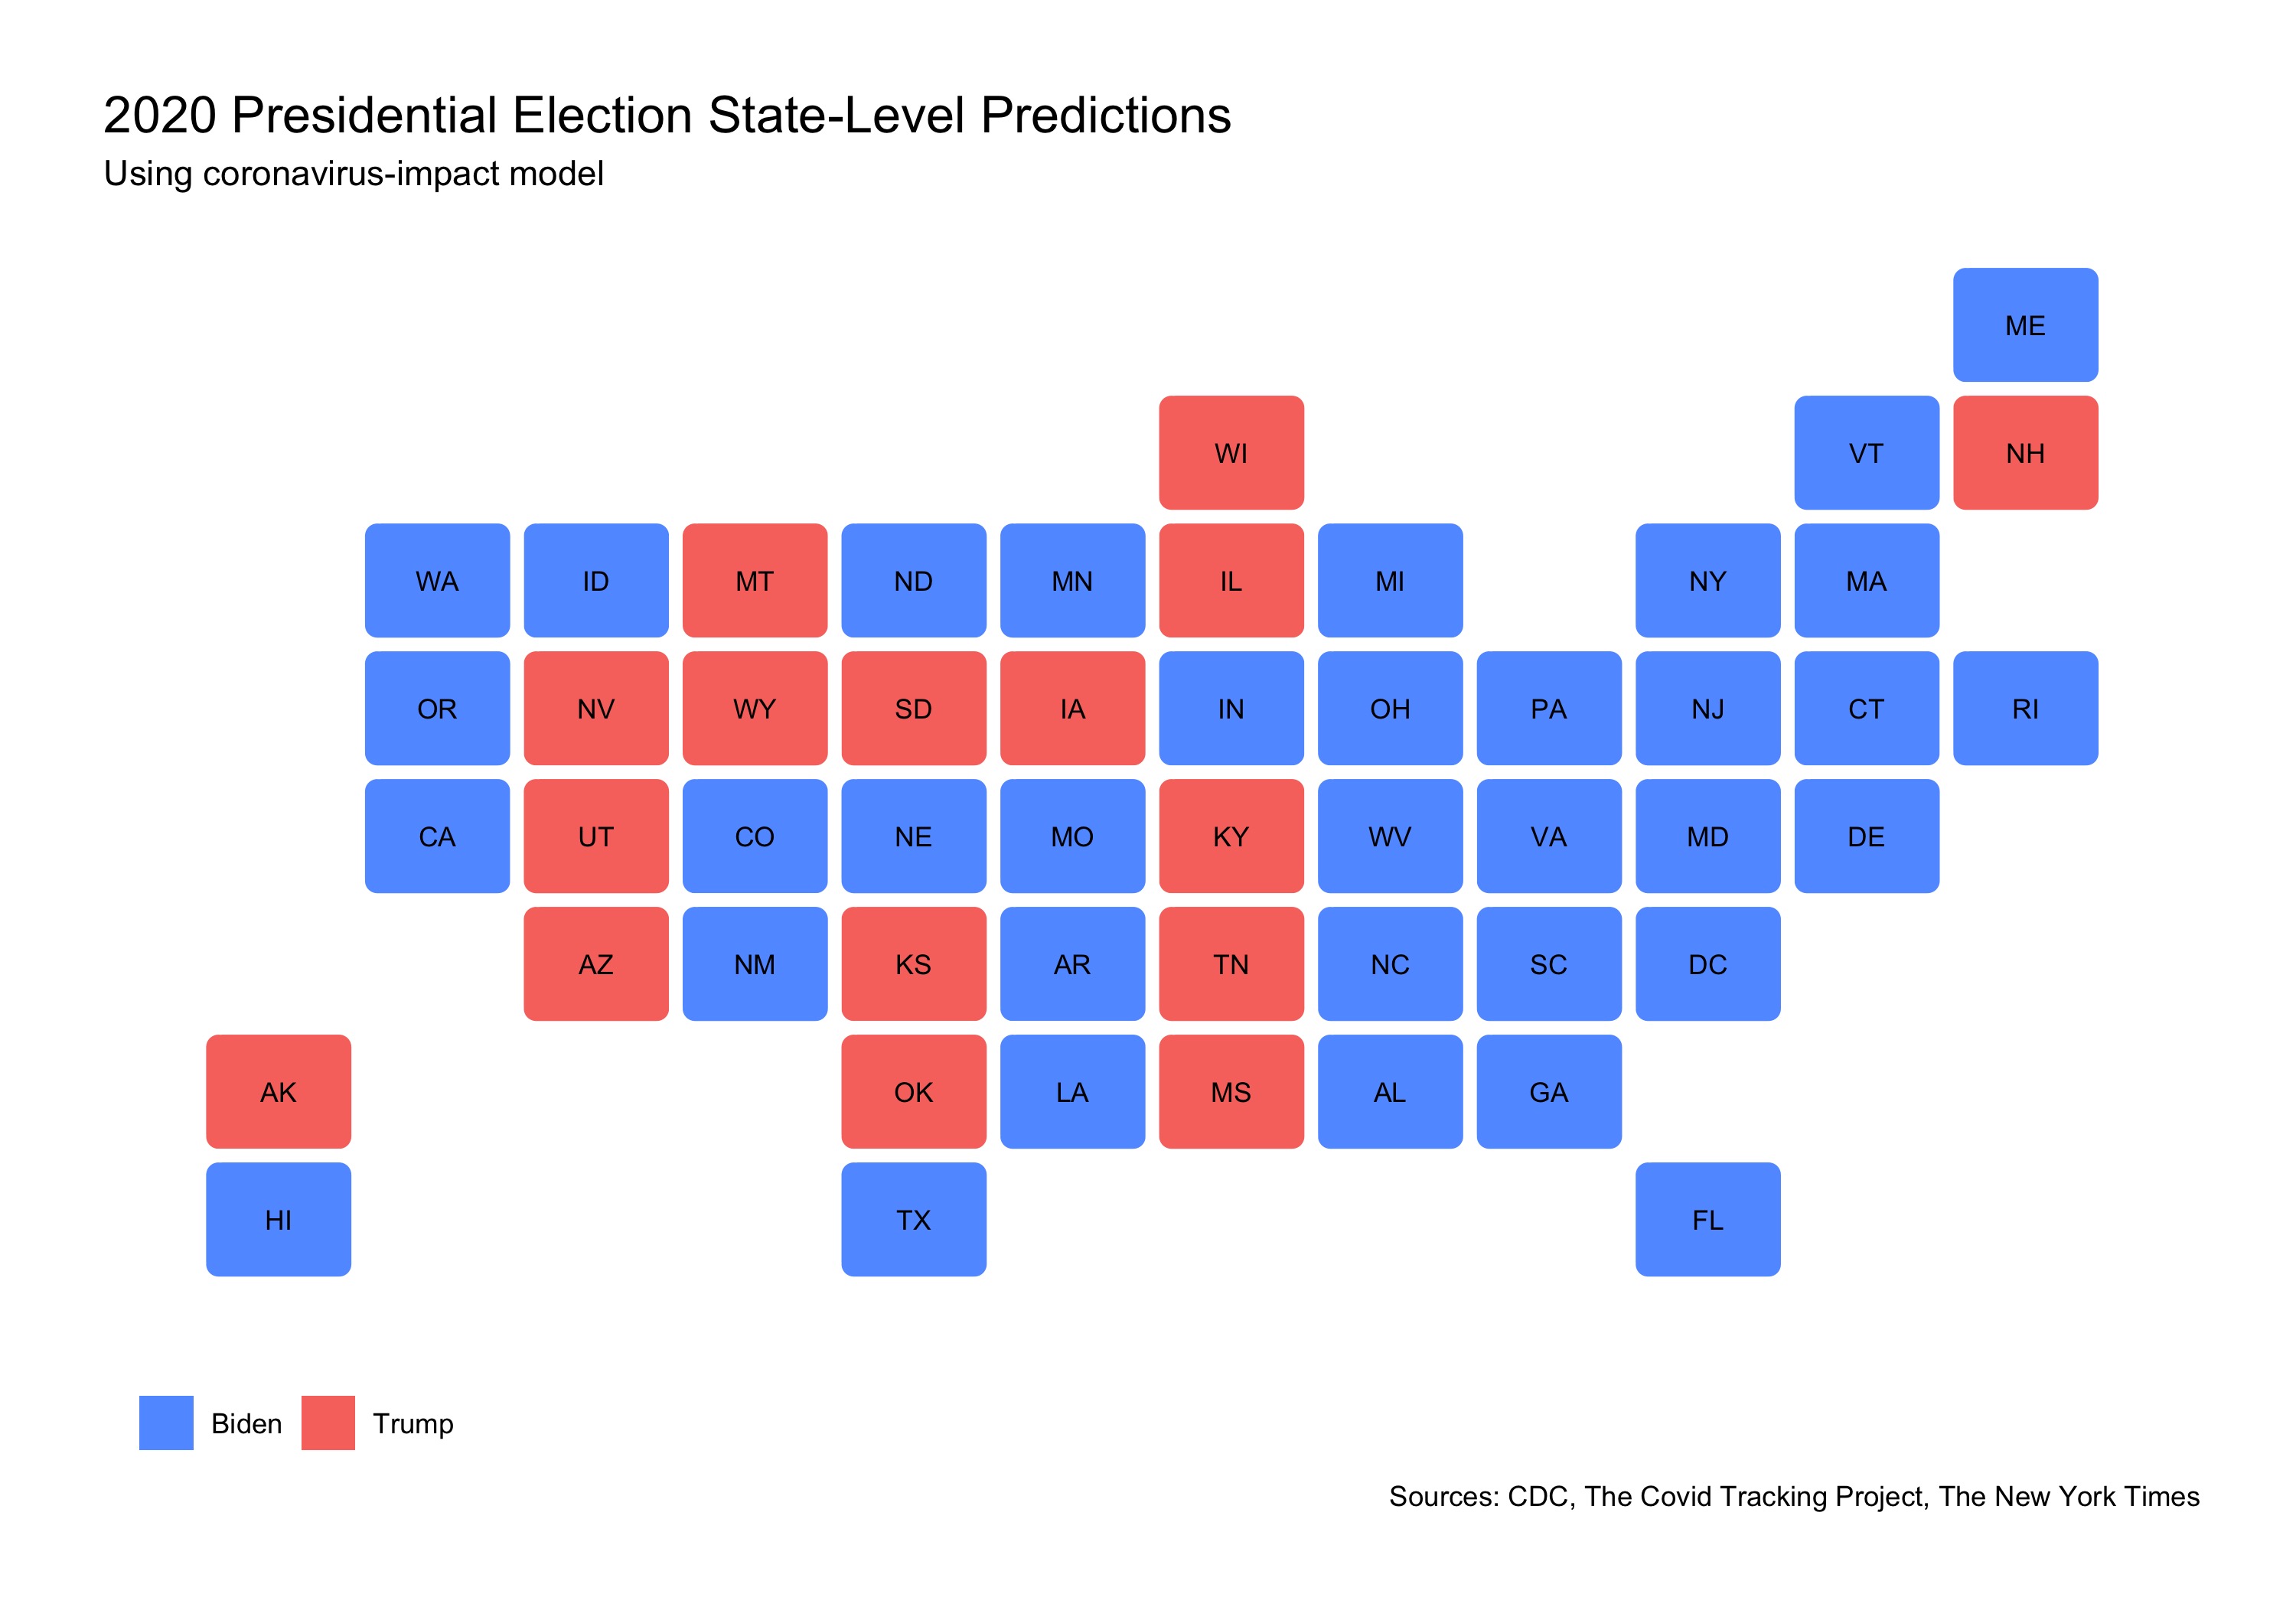 2020 Presidential Election State-Level Predictions
Using coronavirus-impact model
ME
WI VT NH
WA ID MT ND MN IL MI NY MA
OR NV WY SD IA IN OH PA NJ CT RI
CA UT CO NE MO KY WV VA MD DE
AZ NM KS AR TN NC SC DC
AK OK LA MS AL GA
HI TX FL
Biden Trump
Sources: CDC, The Covid Tracking Project, The New York Times